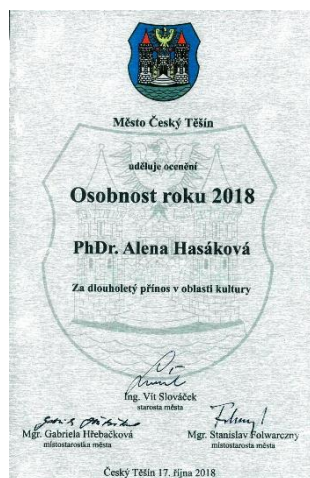 Město Český Těšín
uděluje ocenění
Osobnost roku 2018
PhDr. Alena Hasáková
Za dlouholetý přínos v oblasti kultury
Ing. Vít Slováček
starosta města
Mgr. Gabriela Hřebačková
místostarostka města
Mgr. Stanislav Folwarczny
místostarosta města
Český Těšín 17. října 2018